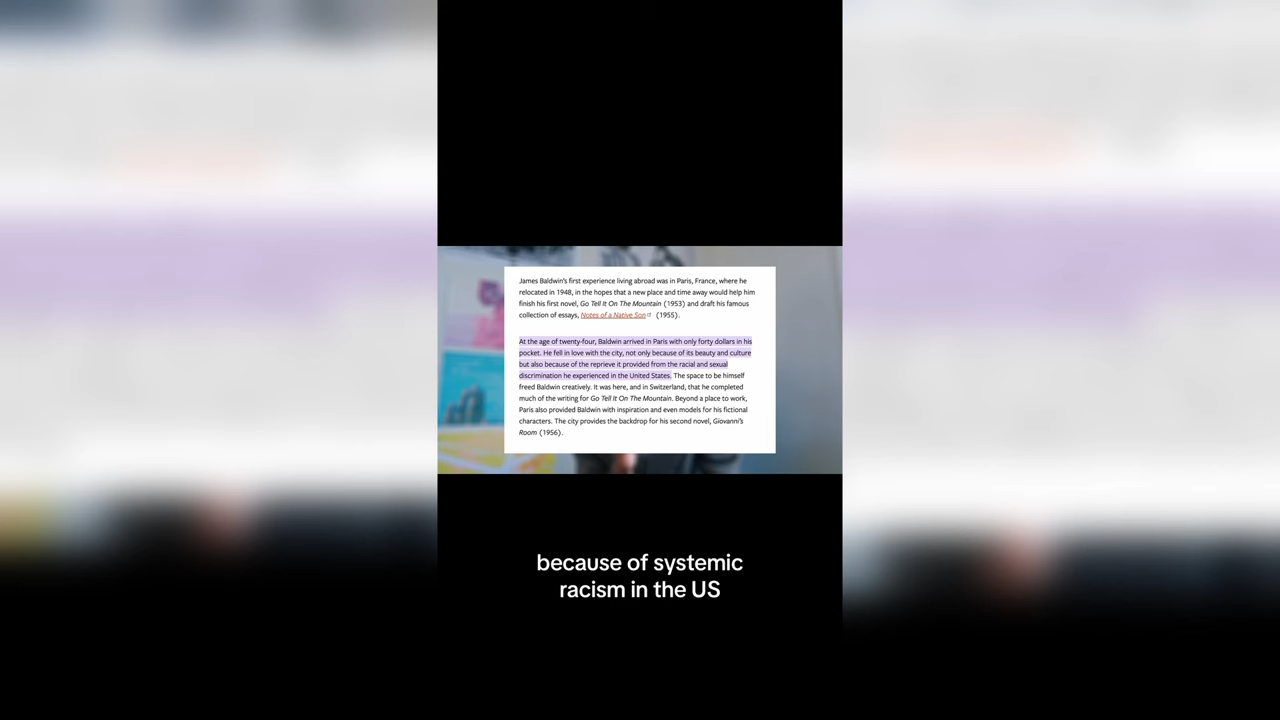 James Baldwin's first experience living abroad was in Paris, France, where he
relocated in 1948, in the hopes that a new place and time away would help him
finish his first novel, Go Tell It On The Mountain (1953) and draft his famous
collection of essays, Notes of a Native Son (1955).
At the age of twenty-four, Baldwin arrived in Paris with only forty dollars in his
pocket. He fell in love with the city, not only because of its beauty and culture
but also because of the reprieve it provided from the racial and sexual
discrimination he experienced in the United States. The space to be himself
freed Baldwin creatively. It was here, and in Switzerland, that he completed
much of the writing for Go Tell It On The Mountain. Beyond a place to work,
Paris also provided Baldwin with inspiration and even models for his fictional
characters. The city provides the backdrop for his second novel, Giovanni's
Room (1956).
because of systemic
racism in the US